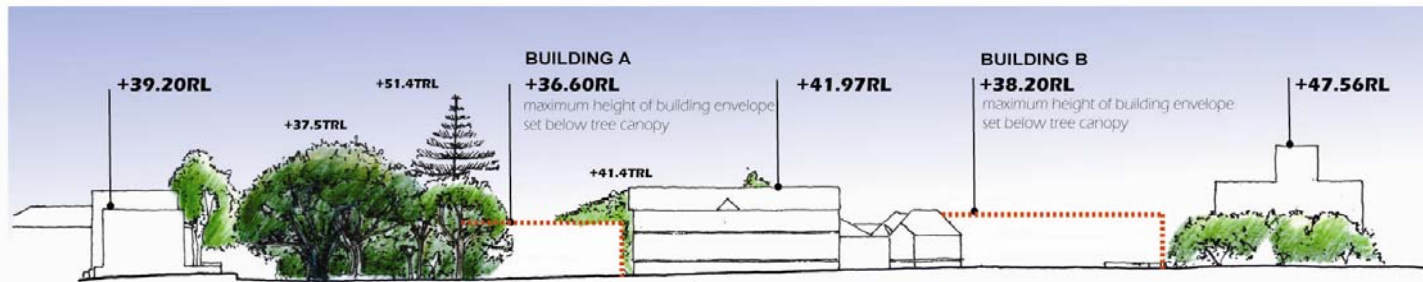 +39.20RL
+37.5TRL
+51.4TRL
BUILDING A
+36.60RL
maximum height of building envelope
set below tree canopy
+41.4TRL
+41.97RL
BUILDING B
+38.20RL
maximum height of building envelope
set below tree canopy
+47.56RL